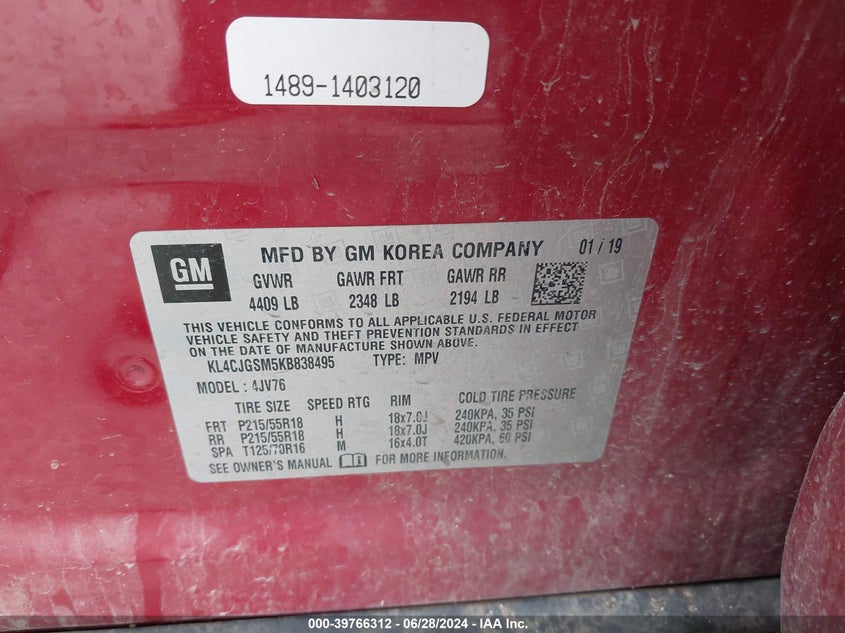 1489-1403120
GM MFD BY GM KOREA COMPANY 01 / 19
GVWR GAWR FRT GAWR RR
4409 LB 2348 LB 2194 LB
THIS VEHICLE CONFORMS TO ALL APPLICABLE U.S. FEDERAL MOTOR
VEHICLE SAFETY AND THEFT PREVENTION STANDARDS IN EFFECT
ON THE DATE OF MANUFACTURE SHOWN ABOVE.
KL4CJGSM5KB838495 TYPE: MPV
MODEL : 4JV76
TIRE SIZE SPEED RTG RIM COLD TIRE PRESSURE
FRT P215/55R18 H 18x7.0J 240KPA, 35 PSI
RR P215/55R18 H 18x7.0J 240KPA, 35 PSI
SPA T125/70R16 M 16x4.0T 420KPA, 60 PSI
SEE OWNER'S MANUAL FOR MORE INFORMATION.
000-39766312 - 06/28/2024 - IAA Inc.